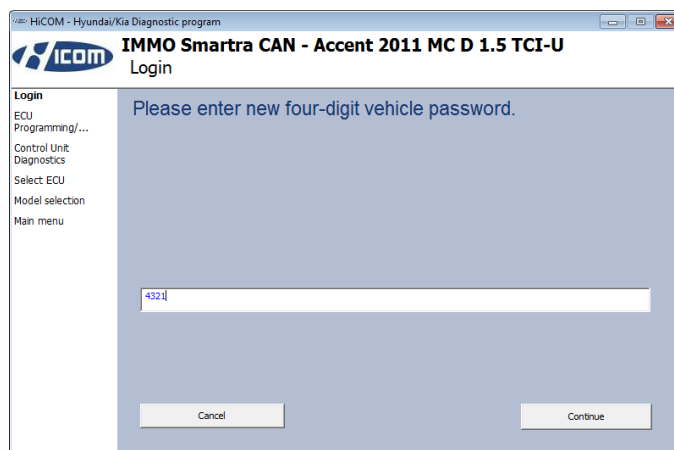 HiCOM - Hyundai/Kia Diagnostic program
HICOM
IMMO Smartra CAN - Accent 2011 MC D 1.5 TCI-U
Login
Login
ECU
Programming/...
Control Unit
Diagnostics
Select ECU
Model selection
Main menu
Please enter new four-digit vehicle password.
4321
Cancel
Continue